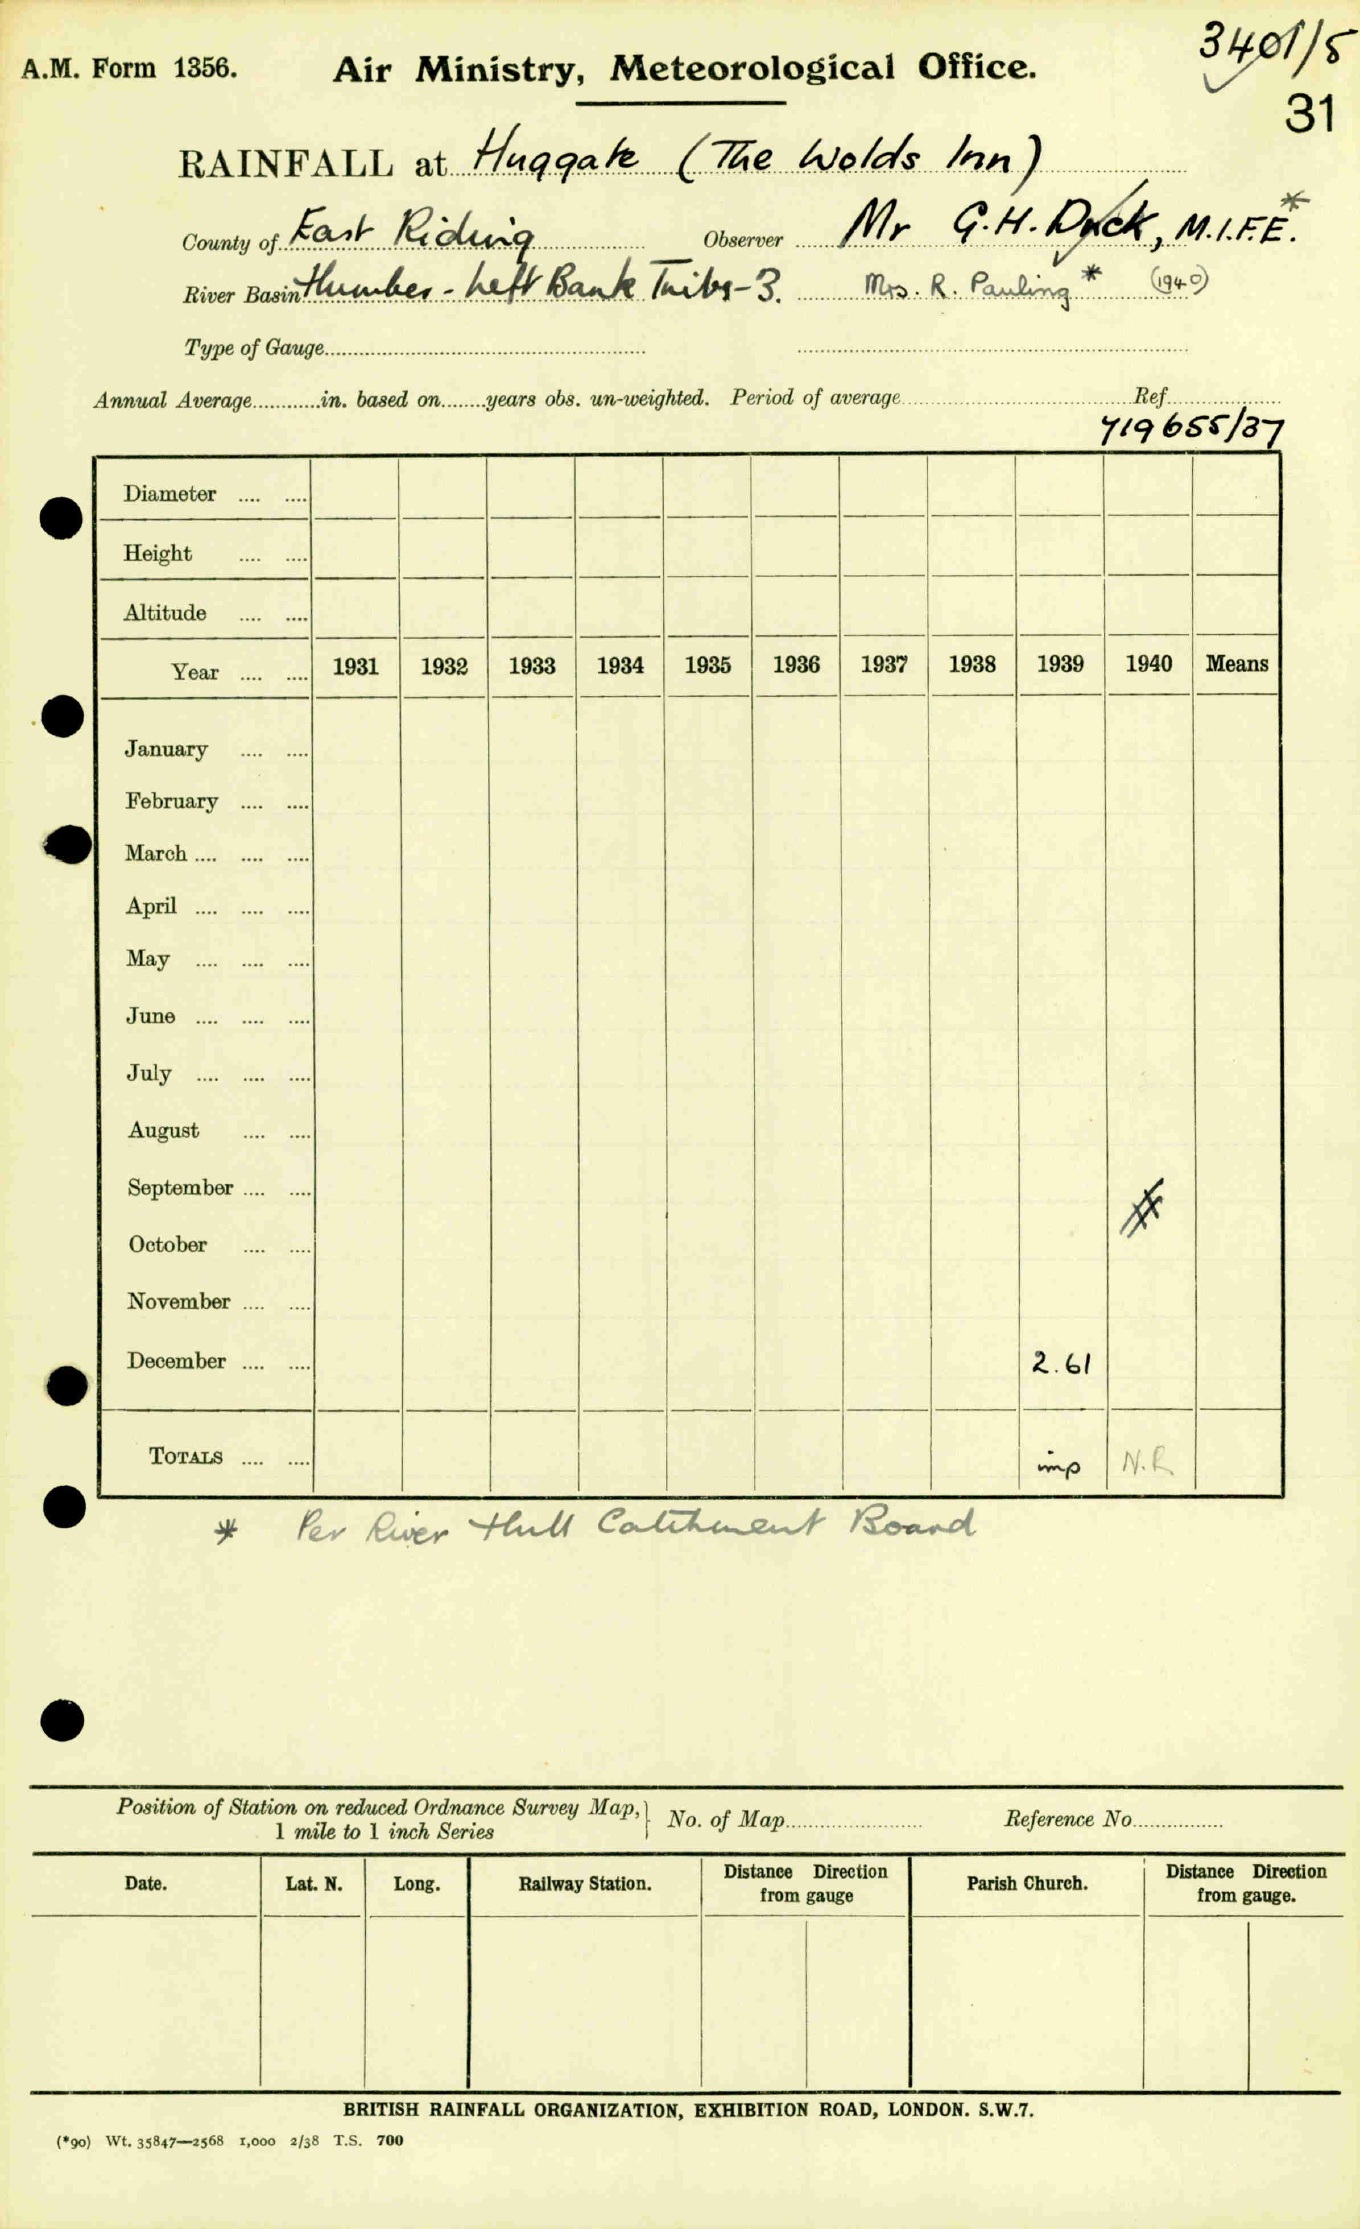 3401/5
A.M. Form 1356. Air Ministry, Meteorological Office.
31
RAINFALL at Huggate (The Wolds Inn)
County of East Riding Observer Mr G.H. Duck, M.I.F.E.*
River Basin Humber - Left Bank Tribs - 3. Mrs. R. Pauling * (1940)
Type of Gauge
Annual Average in. based on years obs. un-weighted. Period of average Ref
719655/37
Diameter
Height
Altitude
Year 1931 1932 1933 1934 1935 1936 1937 1938 1939 1940 Means
January
February
March
April
May
June
July
August
September
October
November
December 2.61
TOTALS imp N.R
* Per River Hull Catchment Board
Position of Station on reduced Ordnance Survey Map, No. of Map Reference No
1 mile to 1 inch Series
Date. Lat. N. Long. Railway Station. Distance Direction from gauge Parish Church. Distance Direction from gauge.
BRITISH RAINFALL ORGANIZATION, EXHIBITION ROAD, LONDON. S.W.7.
(*90) Wt. 35847—2568 1,000 2/38 T.S. 700